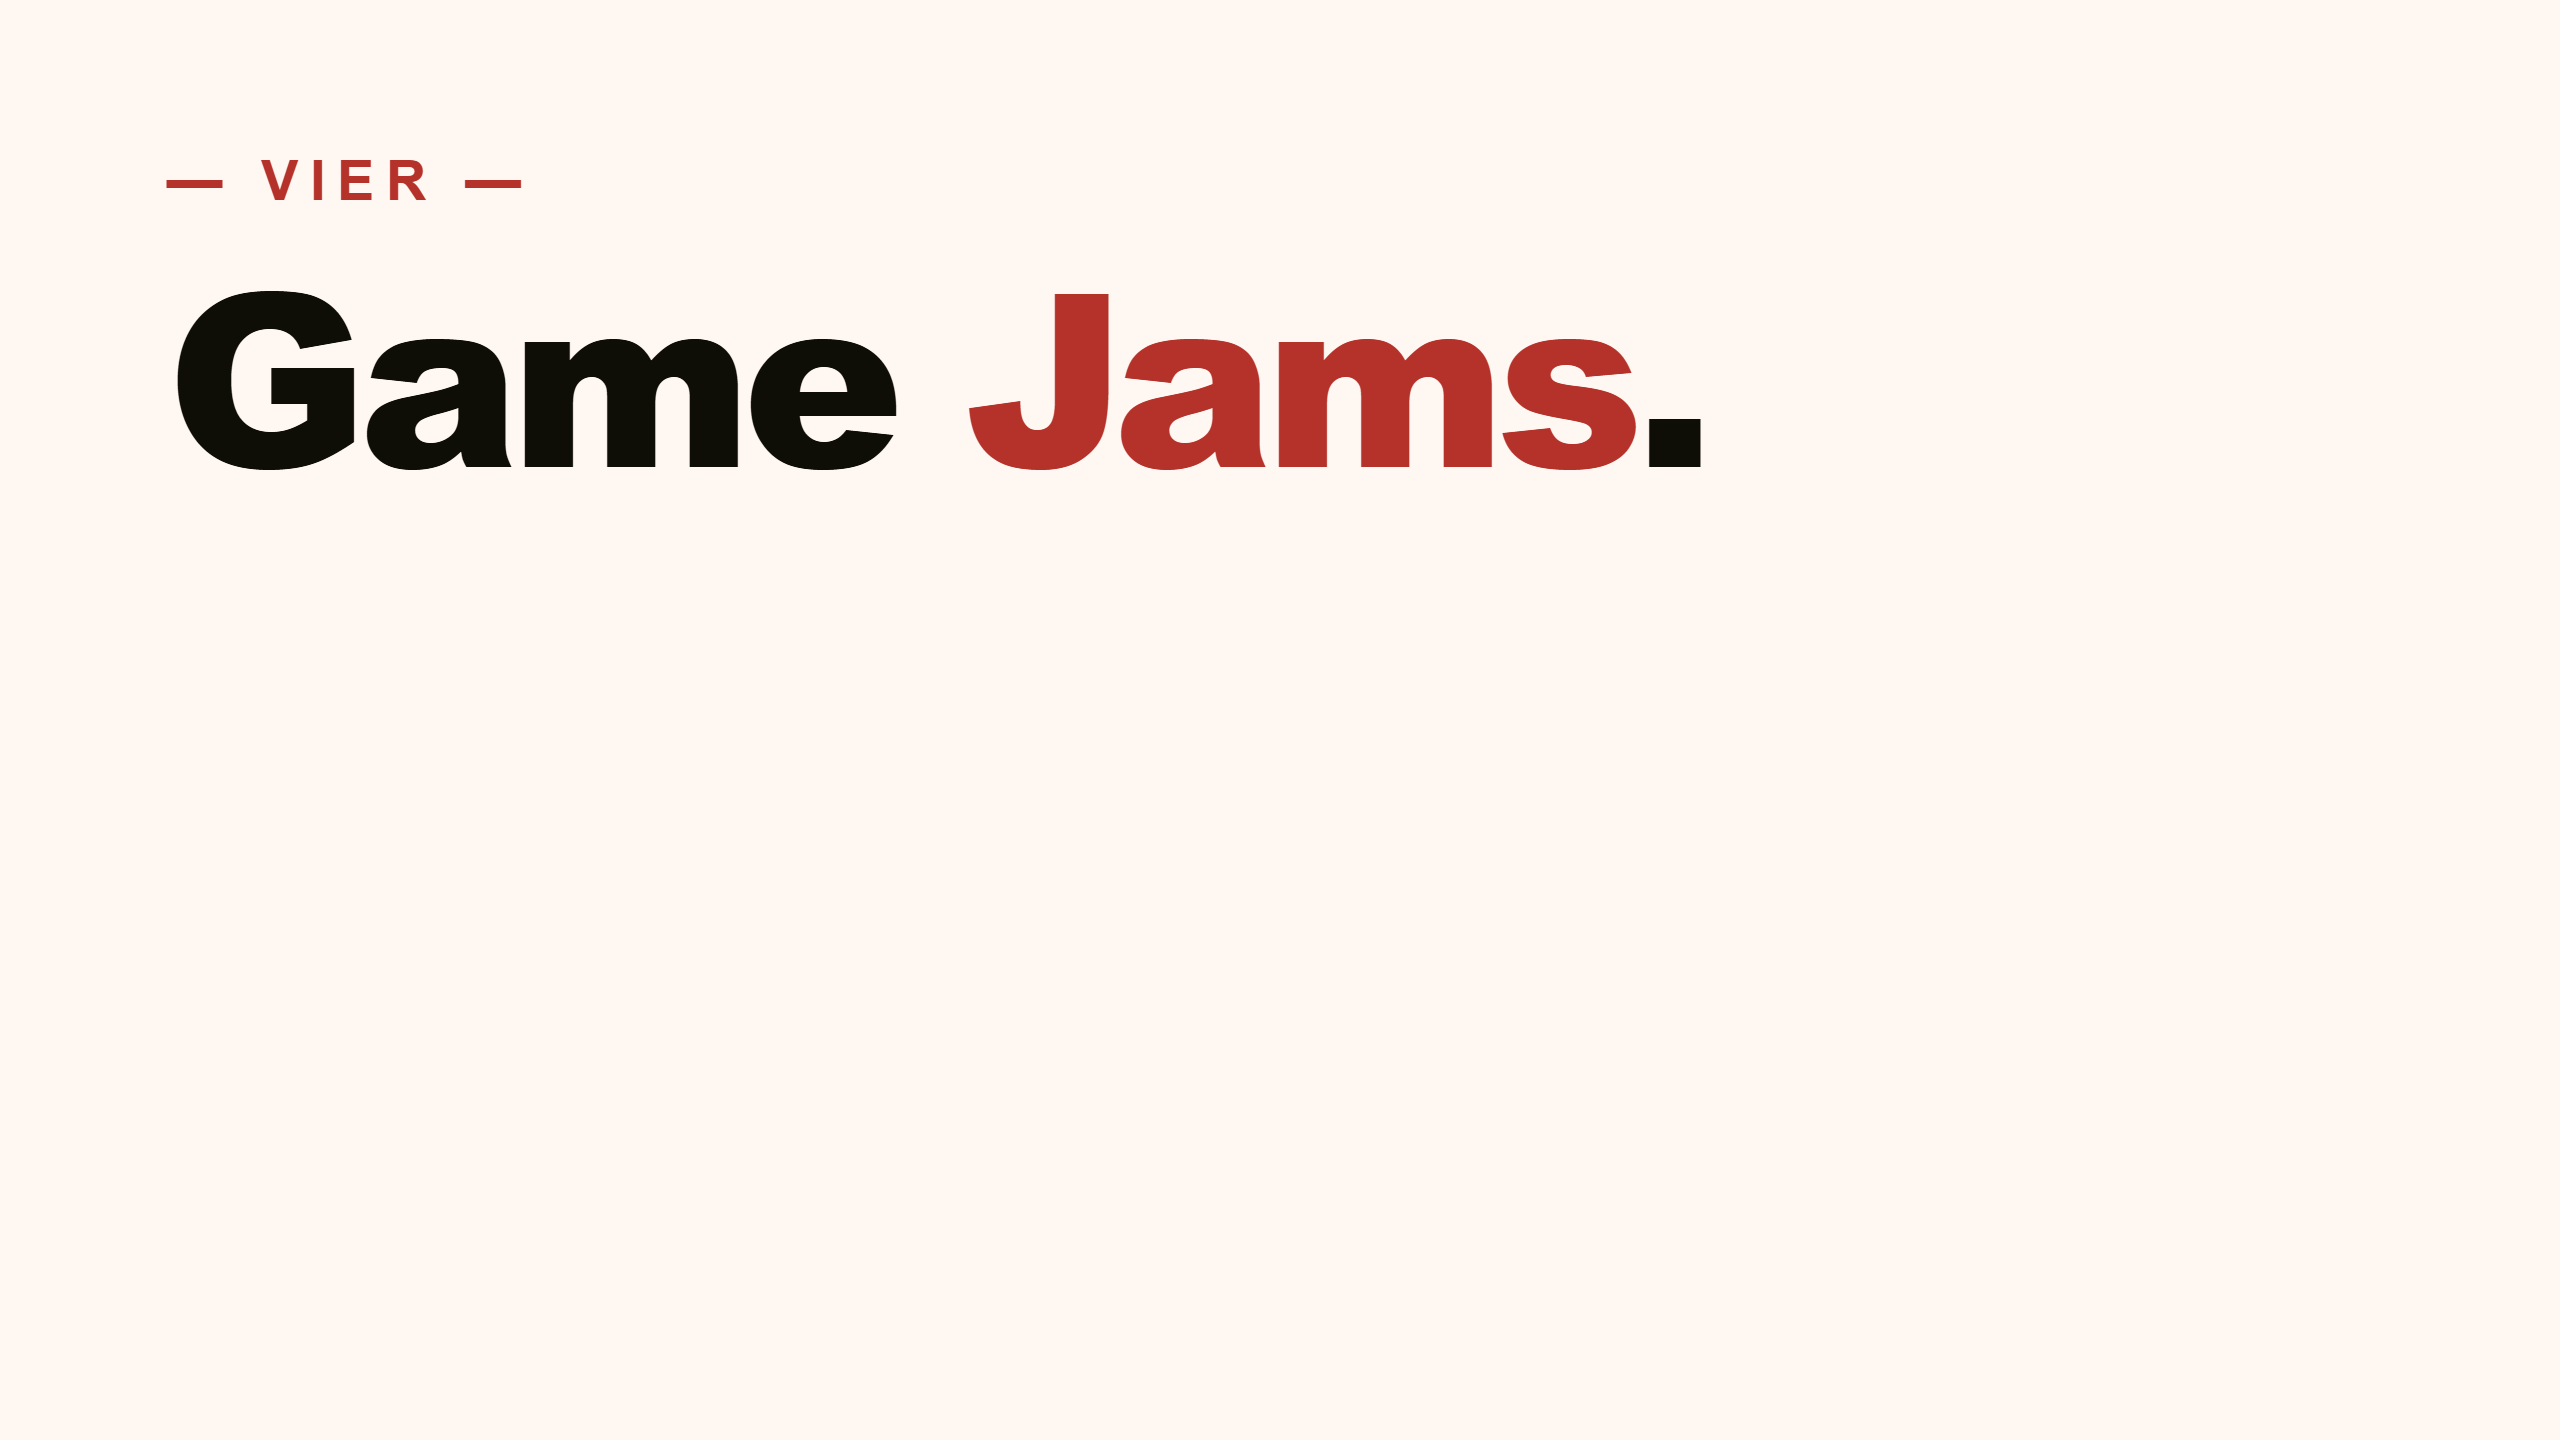 — VIER —
Game Jams.